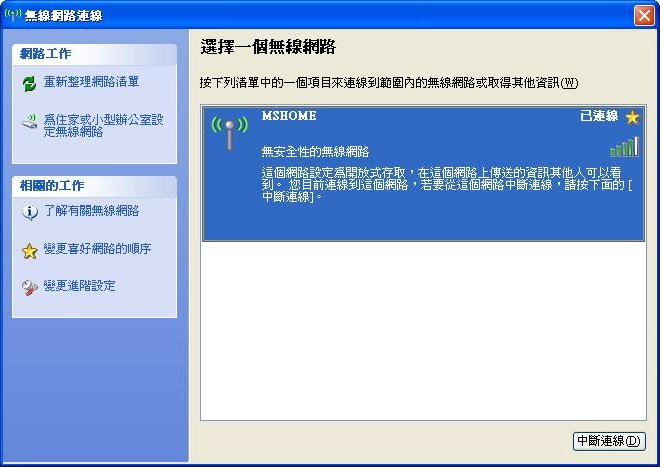 無線網路連線
網路工作
重新整理網路清單
為住家或小型辦公室設
定無線網路
相關的工作
了解有關無線網路
變更喜好網路的順序
變更進階設定
選擇一個無線網路
按下列清單中的一個項目來連線到範圍內的無線網路或取得其他資訊(W)
MSHOME
已連線
無安全性的無線網路
這個網路設定為開放式存取，在這個網路上傳送的資訊其他人可以看
到。您目前連線到這個網路，若要從這個網路中斷連線，請按下面的 [
中斷連線]。
中斷連線(D)